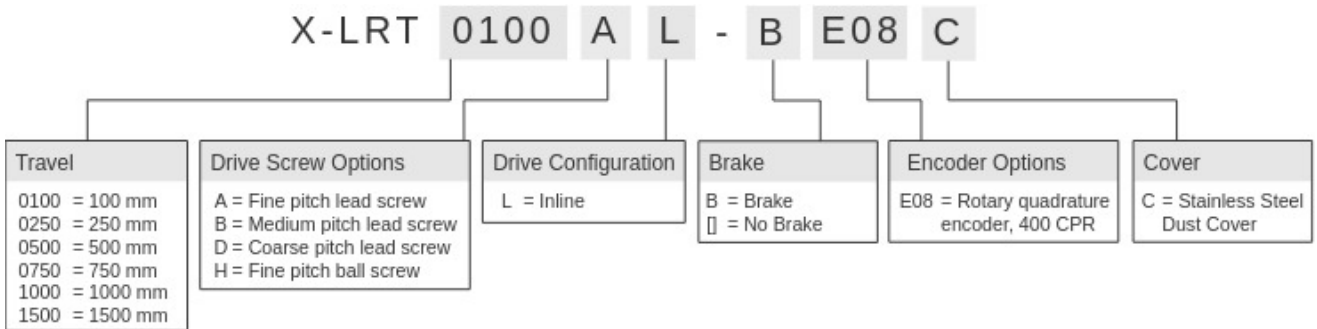 X-LRT 0100 A L - B E08 C
Travel
0100 = 100 mm
0250 = 250 mm
0500 = 500 mm
0750 = 750 mm
1000 = 1000 mm
1500 = 1500 mm
Drive Screw Options
A = Fine pitch lead screw
B = Medium pitch lead screw
D = Coarse pitch lead screw
H = Fine pitch ball screw
Drive Configuration
L = Inline
Brake
B = Brake
[] = No Brake
Encoder Options
E08 = Rotary quadrature
encoder, 400 CPR
Cover
C = Stainless Steel
Dust Cover